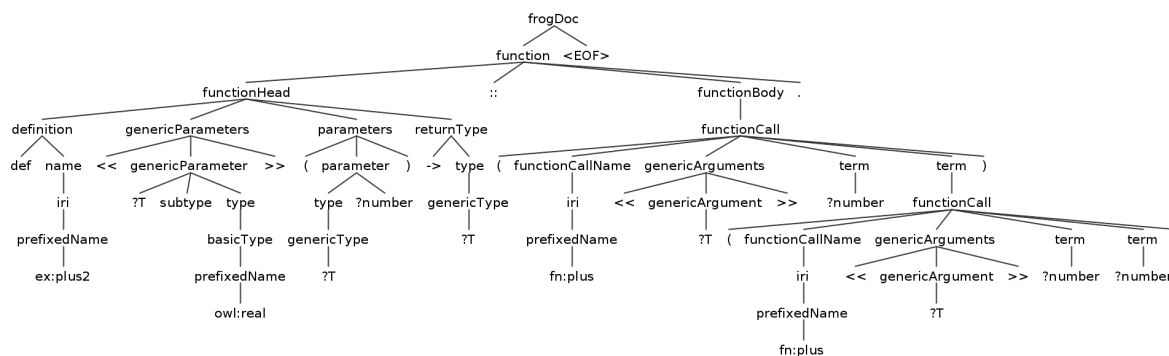 frogDoc
function <EOF>
functionHead :: functionBody .
definition genericParameters parameters returnType functionCall
def name << genericParameter >> ( parameter ) -> type ( functionCallName genericArguments term term )
iri ?T subtype type type ?number genericType iri << genericArgument >> ?number functionCall
prefixedName basicType genericType ?T prefixedName ?T ( functionCallName genericArguments term term
ex:plus2 prefixedName ?T fn:plus iri << genericArgument >> ?number ?number
owl:real prefixedName ?T
fn:plus